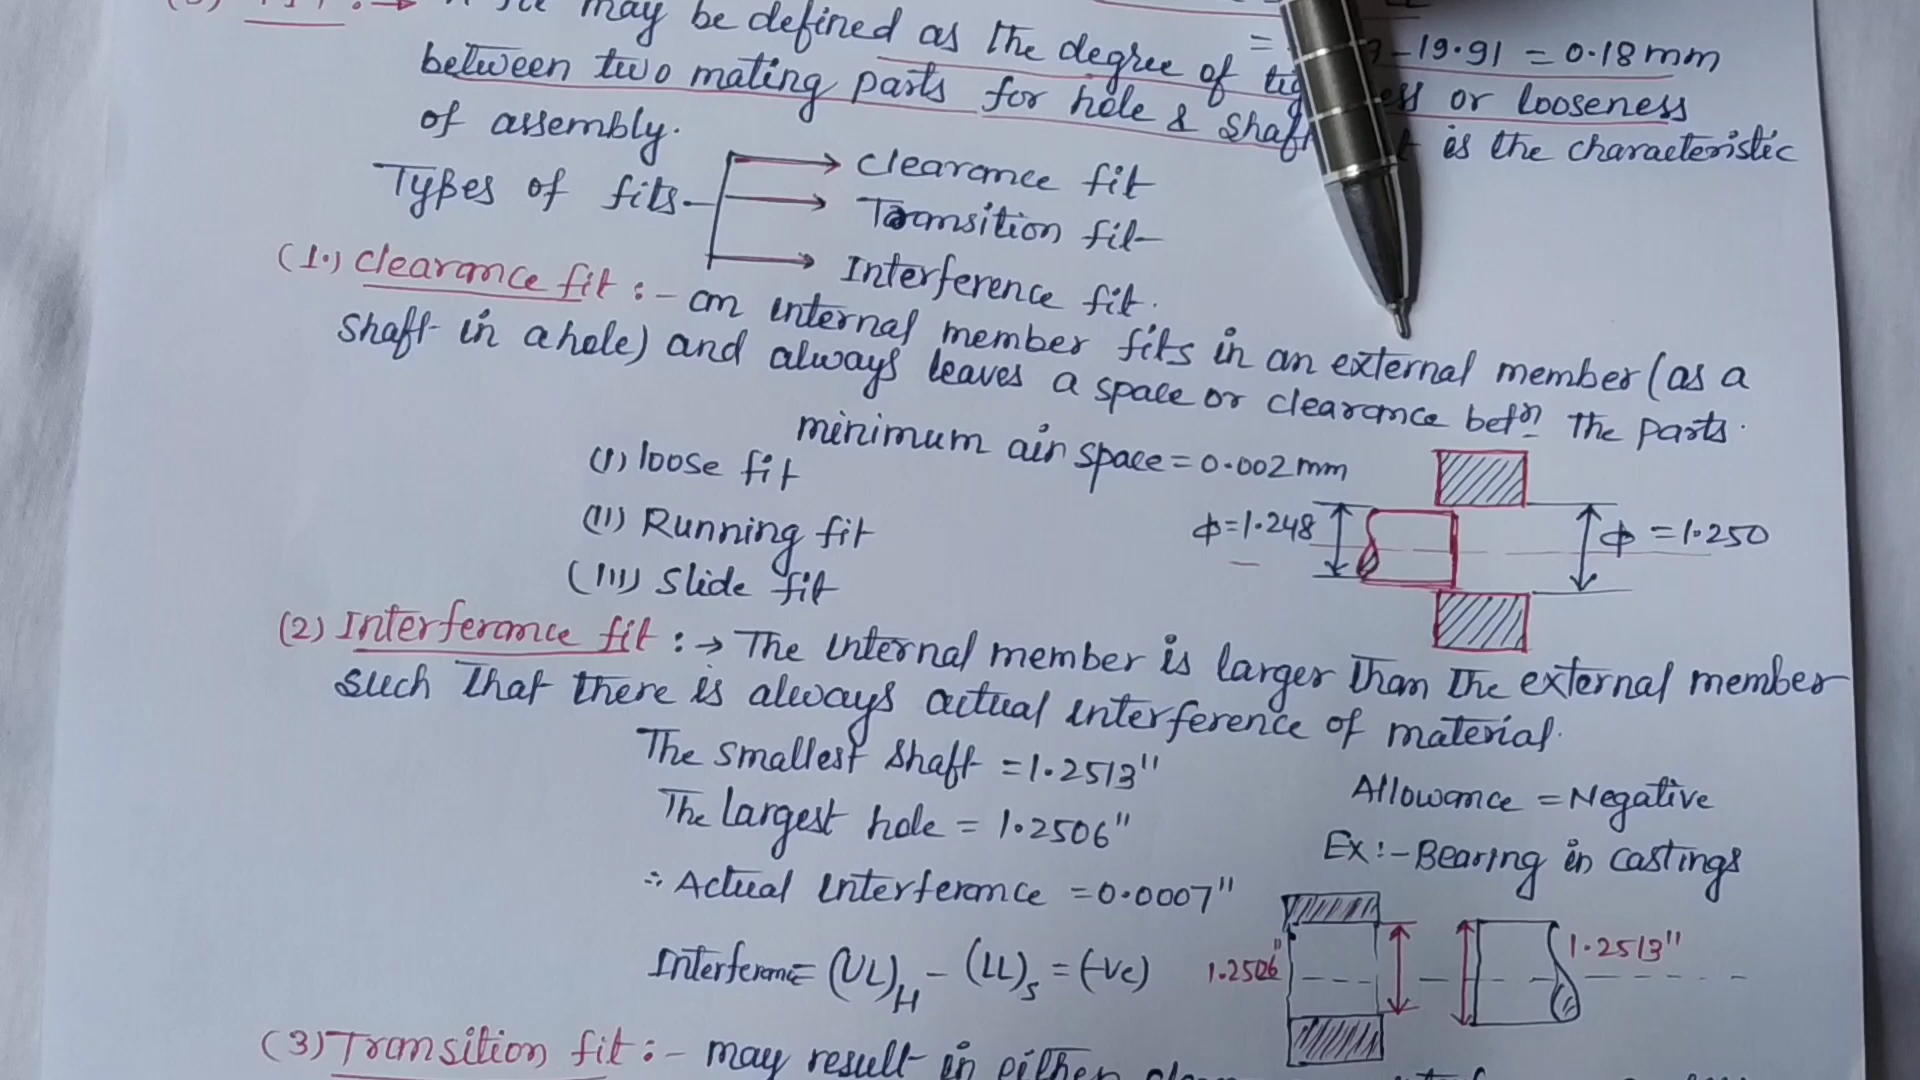 may be defined as the degree of or looseness
= - 19.91 = 0.18mm
between two mating parts for hole & shaft is the characteristic
of assembly.
Types of fits
→ Clearance fit
→ Transition fit
→ Interference fit.
(1.) Clearance fit :- an internal member fits in an external member (as a
shaft in a hole) and always leaves a space or clearance betn the parts.
minimum air space = 0.002 mm
(I) loose fit
(II) Running fit
(III) Slide fit
ϕ=1.248
ϕ = 1.250
(2) Interference fit :→ The internal member is larger than the external member
such that there is always actual interference of material.
The smallest shaft = 1.2513"
The largest hole = 1.2506"
∴ Actual interference = 0.0007"
Allowance = Negative
Ex:- Bearing in castings
Interference = (UL)H - (LL)s = (-ve)
1.2506"
1.2513"
(3) Transition fit :- may result in either